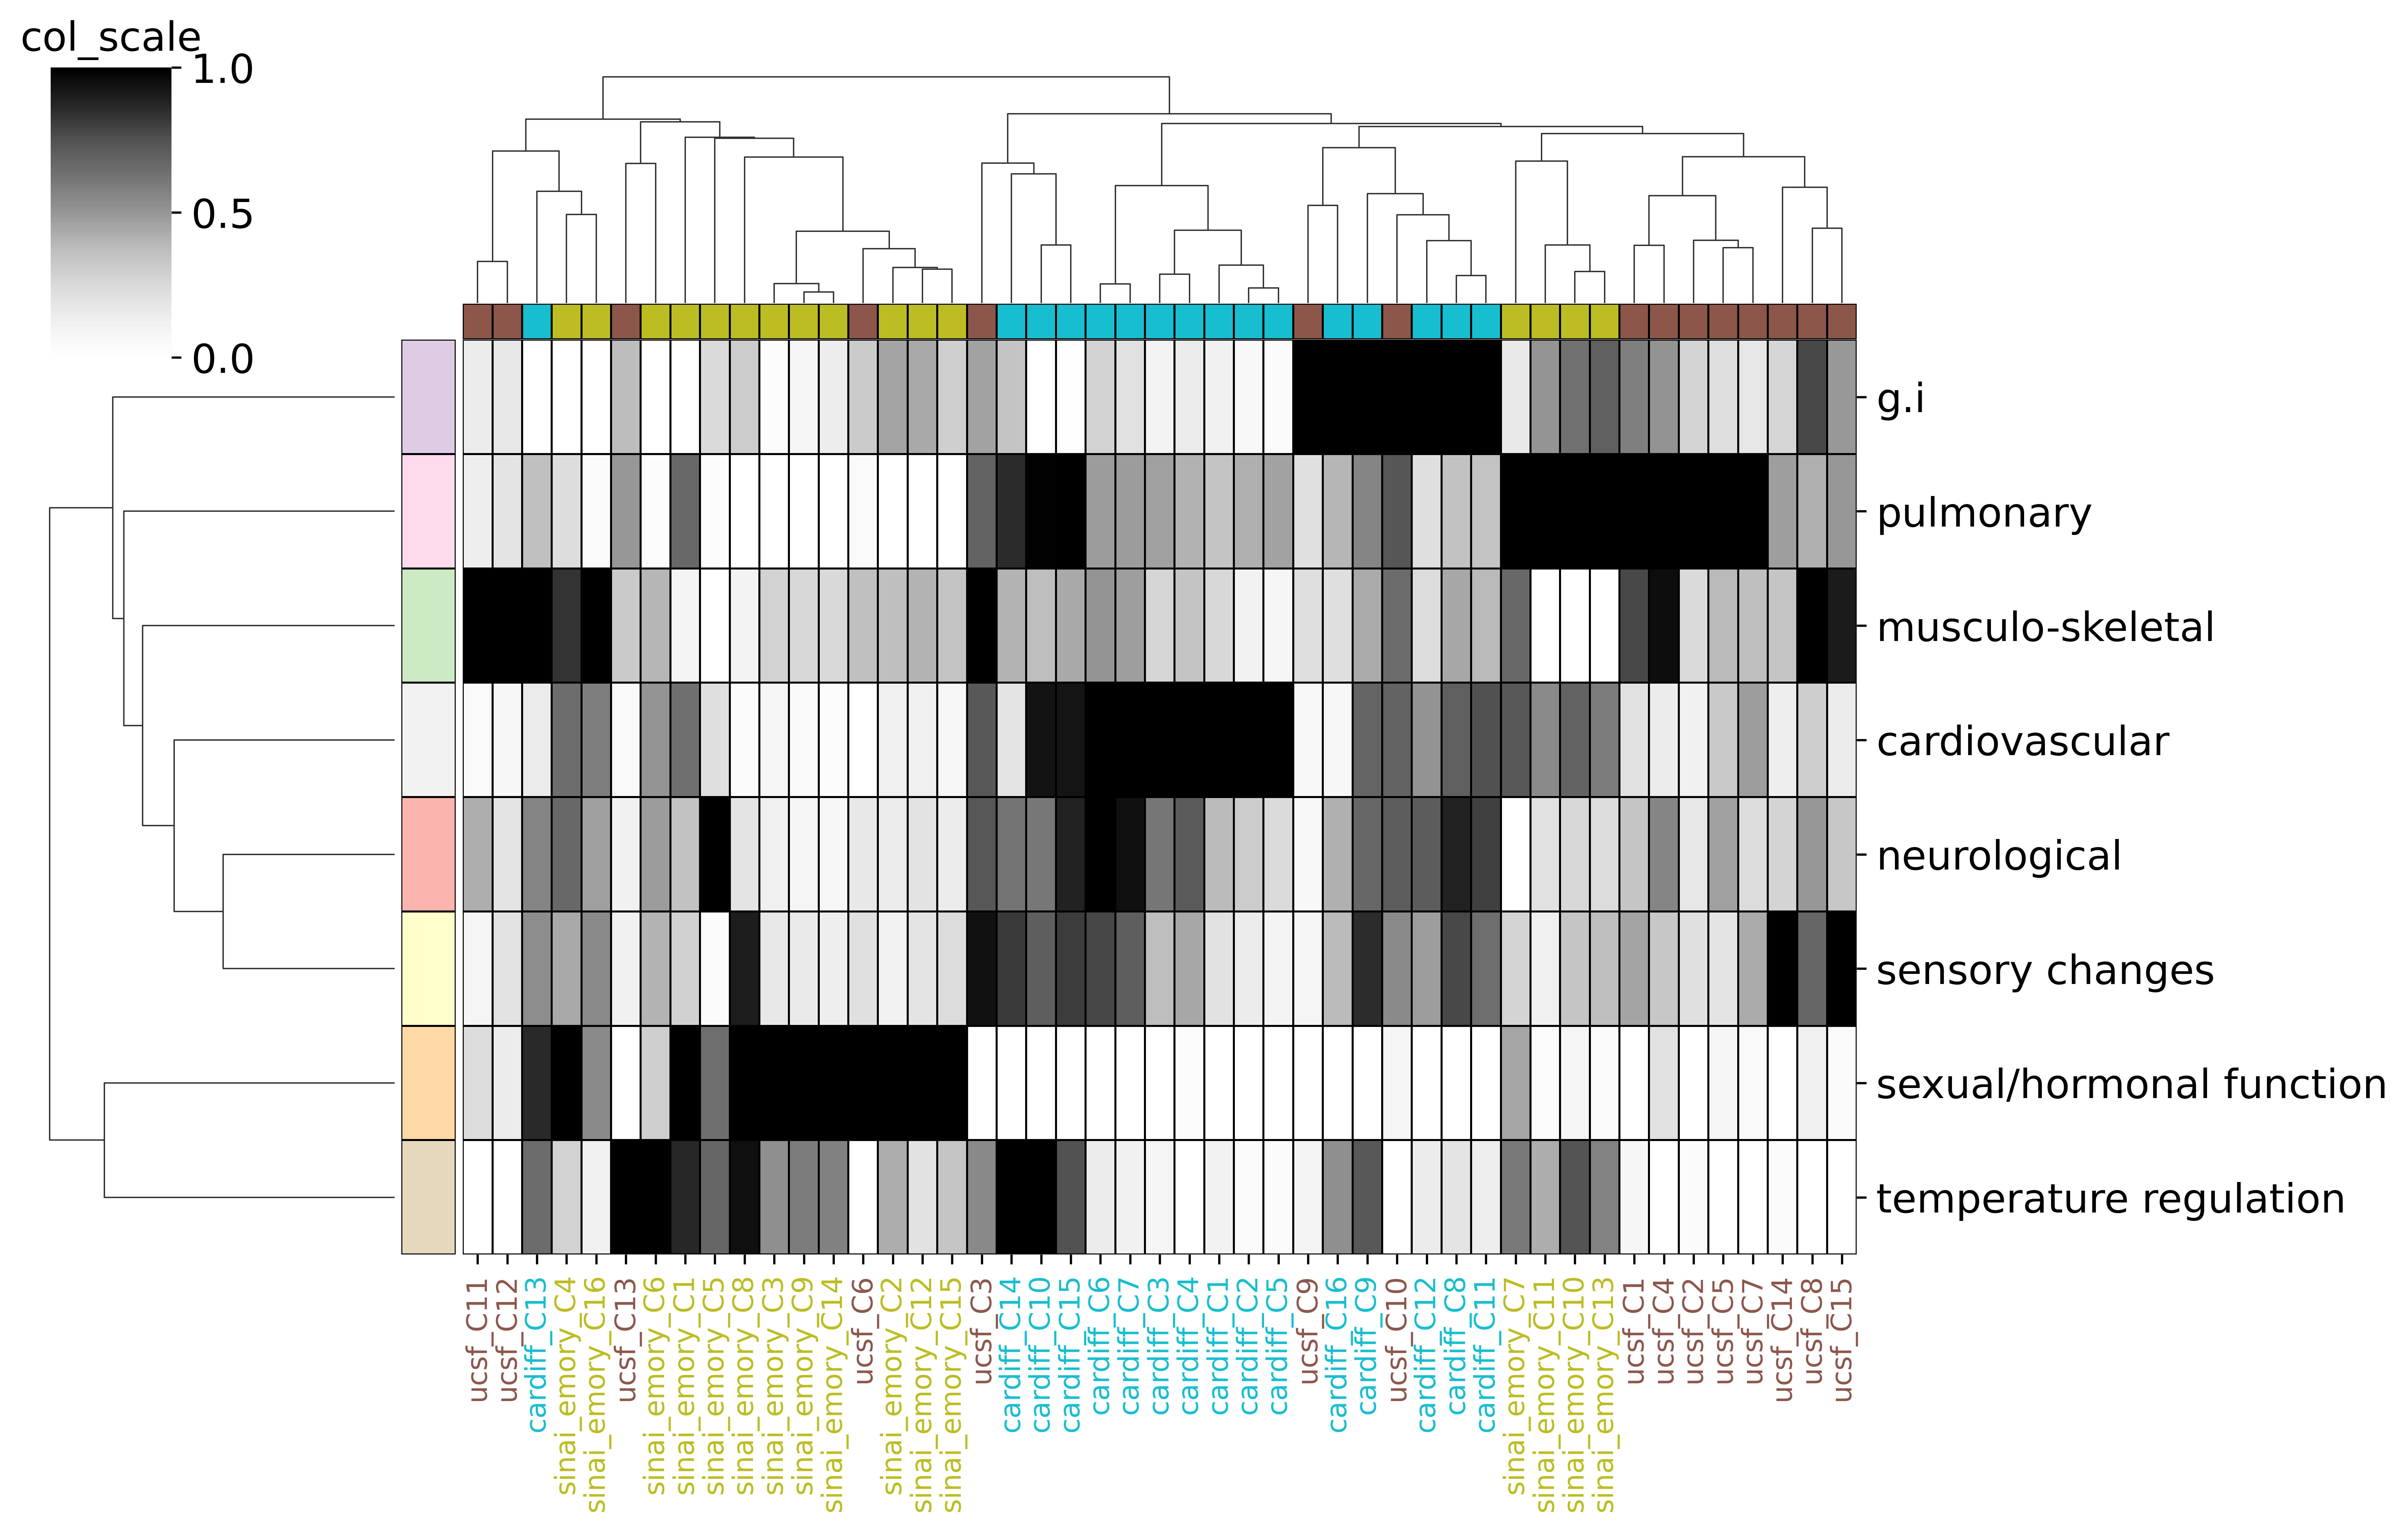 col_scale
1.0
0.5
0.0
g.i
pulmonary
musculo-skeletal
cardiovascular
neurological
sensory changes
sexual/hormonal function
temperature regulation
ucsf_C11
ucsf_C12
cardiff_C13
sinai_emory_C4
sinai_emory_C16
ucsf_C13
sinai_emory_C6
sinai_emory_C1
sinai_emory_C5
sinai_emory_C8
sinai_emory_C3
sinai_emory_C9
sinai_emory_C14
ucsf_C6
sinai_emory_C2
sinai_emory_C12
sinai_emory_C15
ucsf_C3
cardiff_C14
cardiff_C10
cardiff_C15
cardiff_C6
cardiff_C7
cardiff_C3
cardiff_C4
cardiff_C1
cardiff_C2
cardiff_C5
ucsf_C9
cardiff_C16
cardiff_C9
ucsf_C10
cardiff_C12
cardiff_C8
cardiff_C11
sinai_emory_C7
sinai_emory_C11
sinai_emory_C10
sinai_emory_C13
ucsf_C1
ucsf_C4
ucsf_C2
ucsf_C5
ucsf_C7
ucsf_C14
ucsf_C8
ucsf_C15